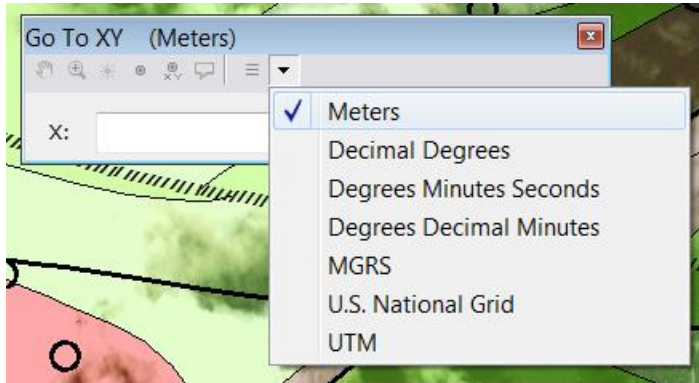 Go To XY (Meters)
X:
Meters
Decimal Degrees
Degrees Minutes Seconds
Degrees Decimal Minutes
MGRS
U.S. National Grid
UTM